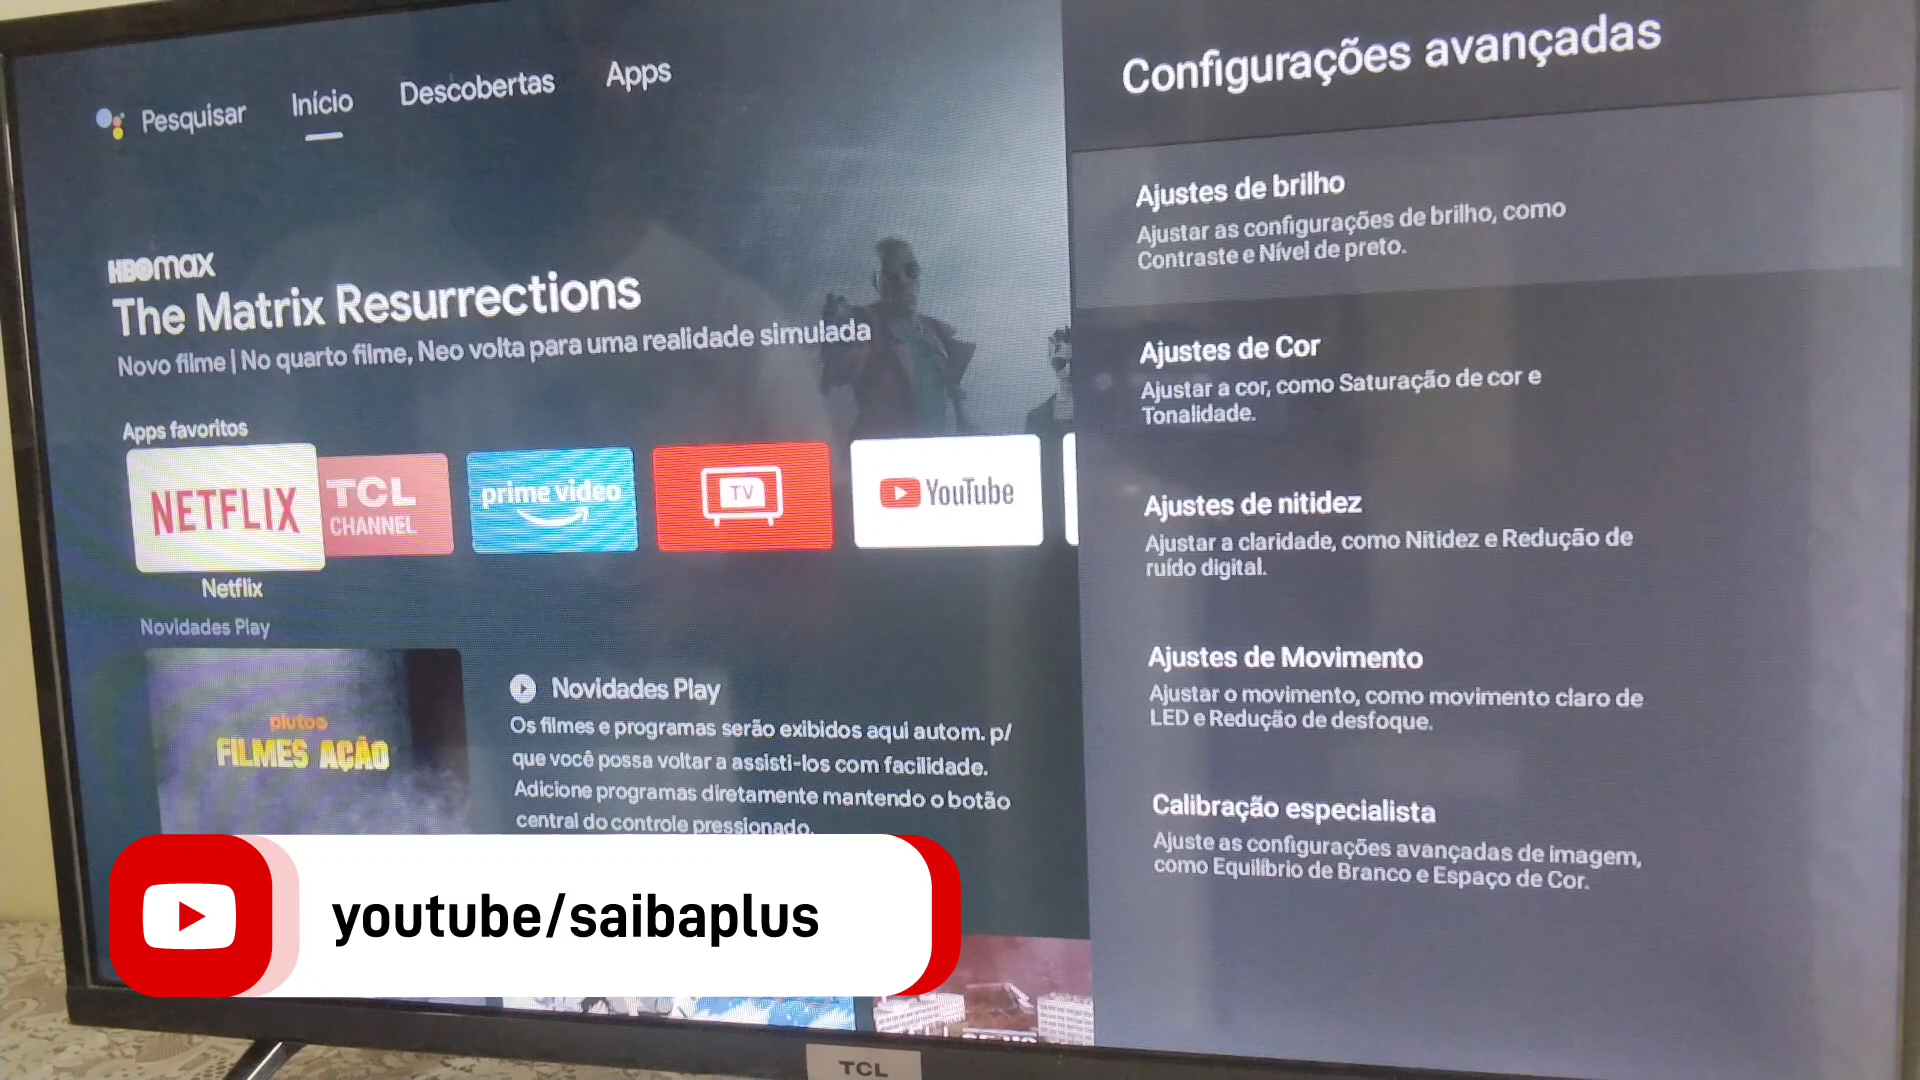 Pesquisar Início Descobertas Apps
HBOmax
The Matrix Resurrections
Novo filme | No quarto filme, Neo volta para uma realidade simulada
Apps favoritos
NETFLIX
TCL
CHANNEL
prime video
TV
YouTube
Netflix
Novidades Play
pluto tv
FILMES AÇÃO
Novidades Play
Os filmes e programas serão exibidos aqui autom. p/
que você possa voltar a assisti-los com facilidade.
Adicione programas diretamente mantendo o botão
central do controle pressionado.
Configurações avançadas
Ajustes de brilho
Ajustar as configurações de brilho, como
Contraste e Nível de preto.
Ajustes de Cor
Ajustar a cor, como Saturação de cor e
Tonalidade.
Ajustes de nitidez
Ajustar a claridade, como Nitidez e Redução de
ruído digital.
Ajustes de Movimento
Ajustar o movimento, como movimento claro de
LED e Redução de desfoque.
Calibração especialista
Ajuste as configurações avançadas de imagem,
como Equilíbrio de Branco e Espaço de Cor.
youtube/saibaplus
TCL